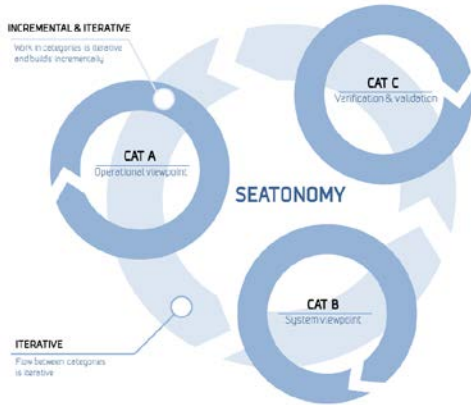 INCREMENTAL & ITERATIVE
Work in categories is iterative
and builds incrementally
CAT C
Verification & validation
CAT A
Operational viewpoint
SEATONOMY
CAT B
System viewpoint
ITERATIVE
Flow between categories
is iterative